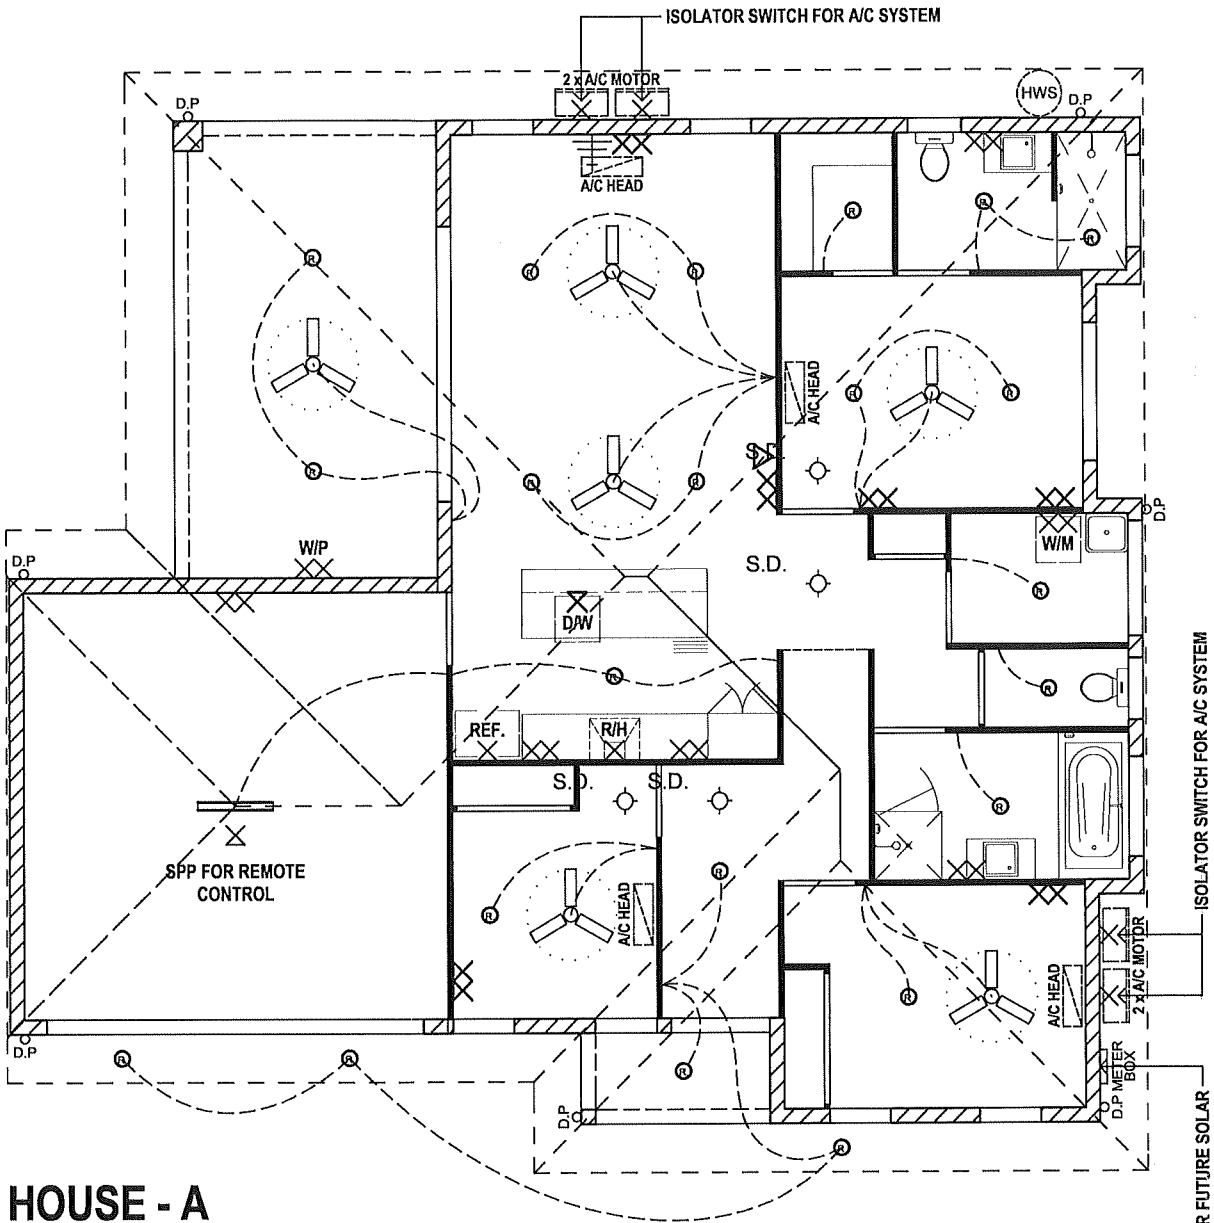 ISOLATOR SWITCH FOR A/C SYSTEM
2 x A/C MOTOR
D.P
HWS
D.P
A/C HEAD
R
R
R
R
R
R
A/C HEAD
R
R
S.D.
R
R
R
W/P
D.P
W/M
D.P
S.D.
R
D/W
R
R
REF.
R/H
S.D.
S.D.
R
SPP FOR REMOTE
CONTROL
R
R
A/C HEAD
R
A/C HEAD
2 x A/C MOTOR
ISOLATOR SWITCH FOR A/C SYSTEM
D.P
R
R
R
METER
BOX
D.P
D.P
R
FUTURE SOLAR
HOUSE - A